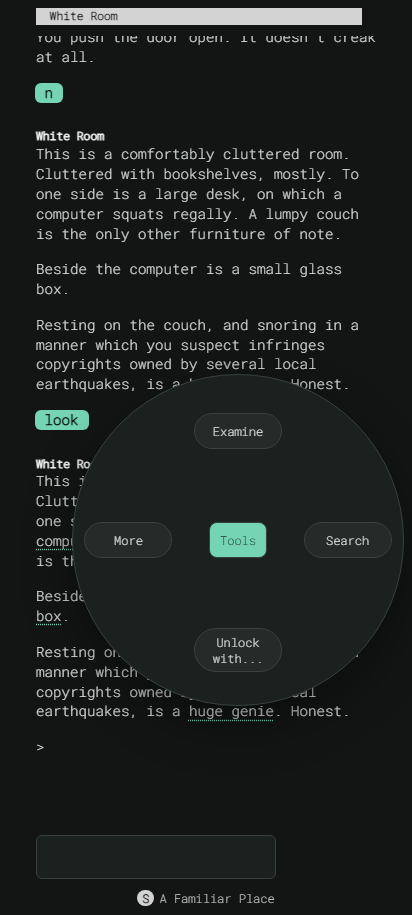 White Room
You push the door open. It doesn't creak
at all.
n
White Room
This is a comfortably cluttered room.
Cluttered with bookshelves, mostly. To
one side is a large desk, on which a
computer squats regally. A lumpy couch
is the only other furniture of note.
Beside the computer is a small glass
box.
Resting on the couch, and snoring in a
manner which you suspect infringes
copyrights owned by several local
earthquakes, is a Honest.
look
White Ro
This
Clutt
one
comp
is th
Beside
box.
Resting on
manner which
copyrights owned
earthquakes, is a huge genie. Honest.
Examine
More
Tools
Search
Unlock
with...
>
S A Familiar Place